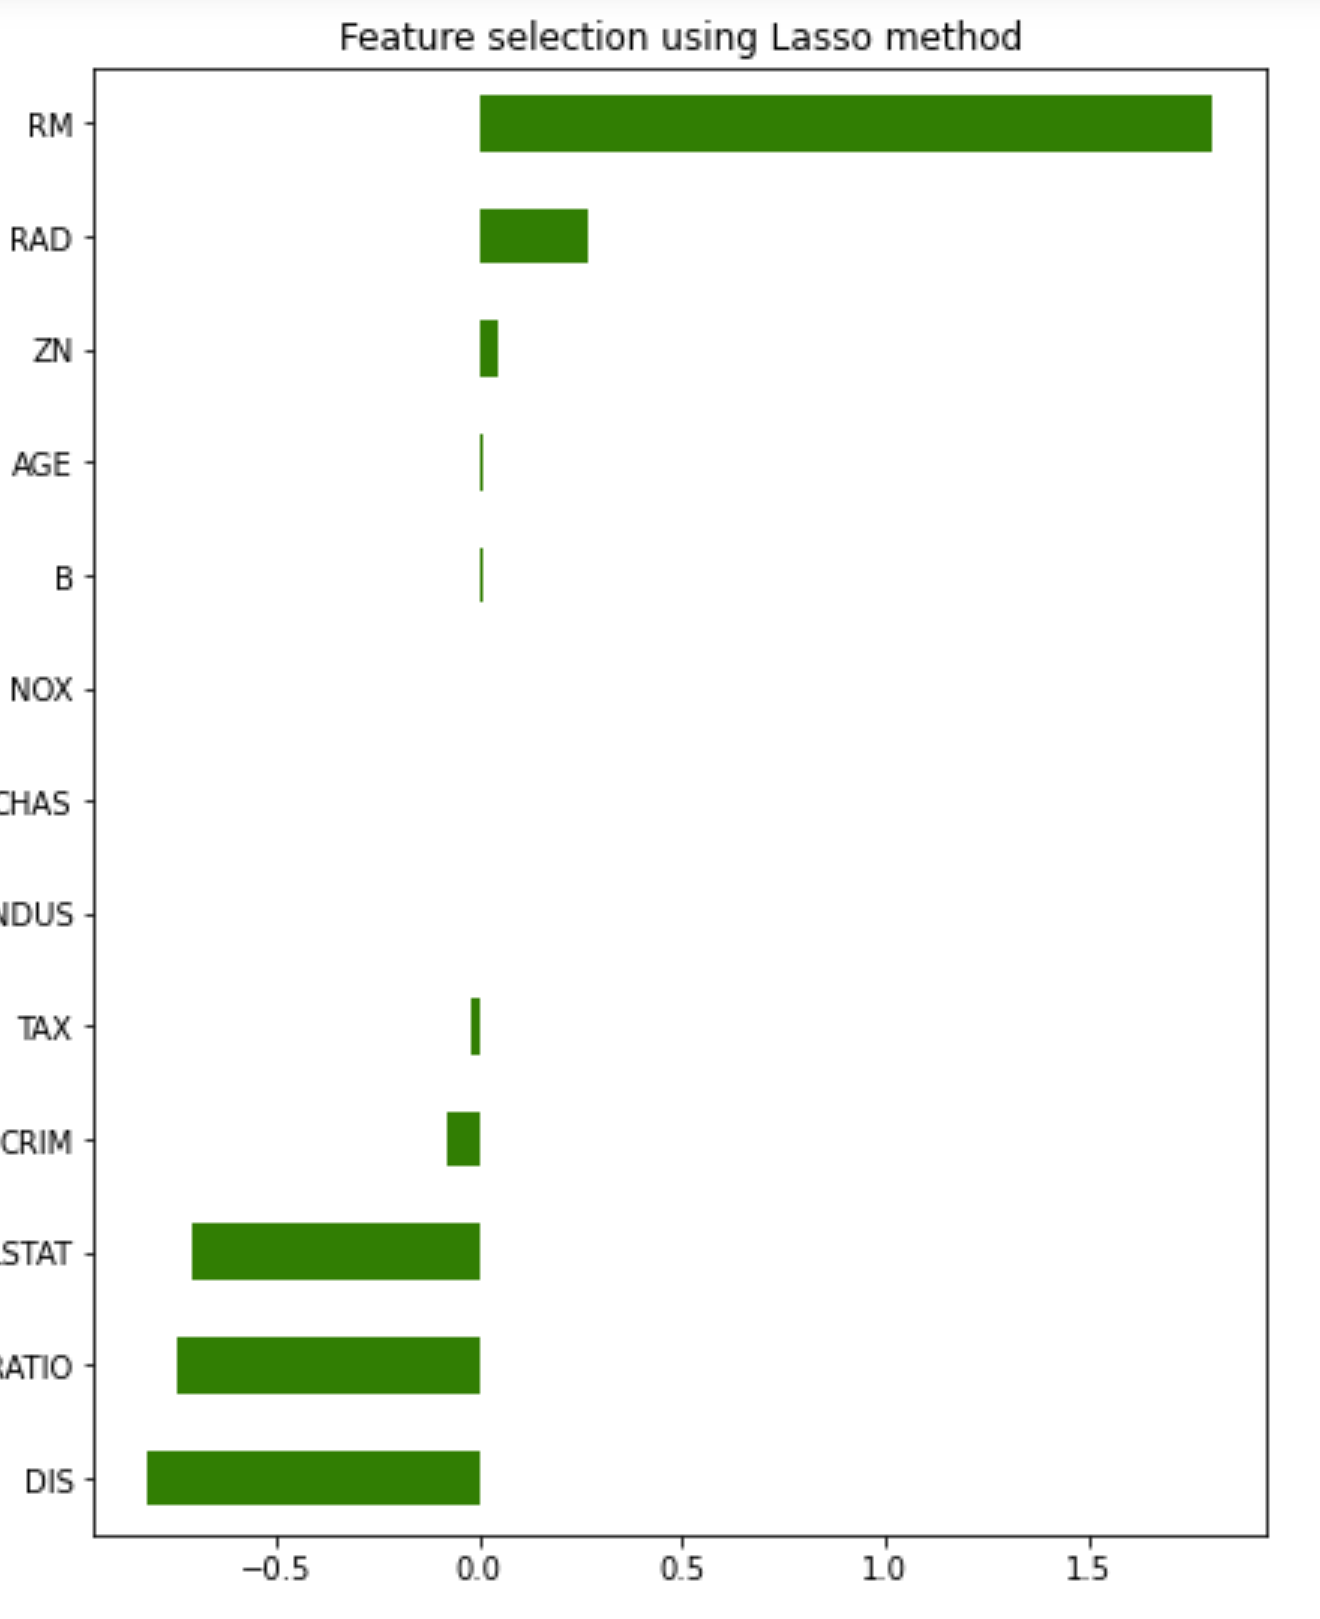 Feature selection using Lasso method
RM
RAD
ZN
AGE
B
NOX
CHAS
NDUS
TAX
CRIM
LSTAT
RATIO
DIS
−0.5 0.0 0.5 1.0 1.5